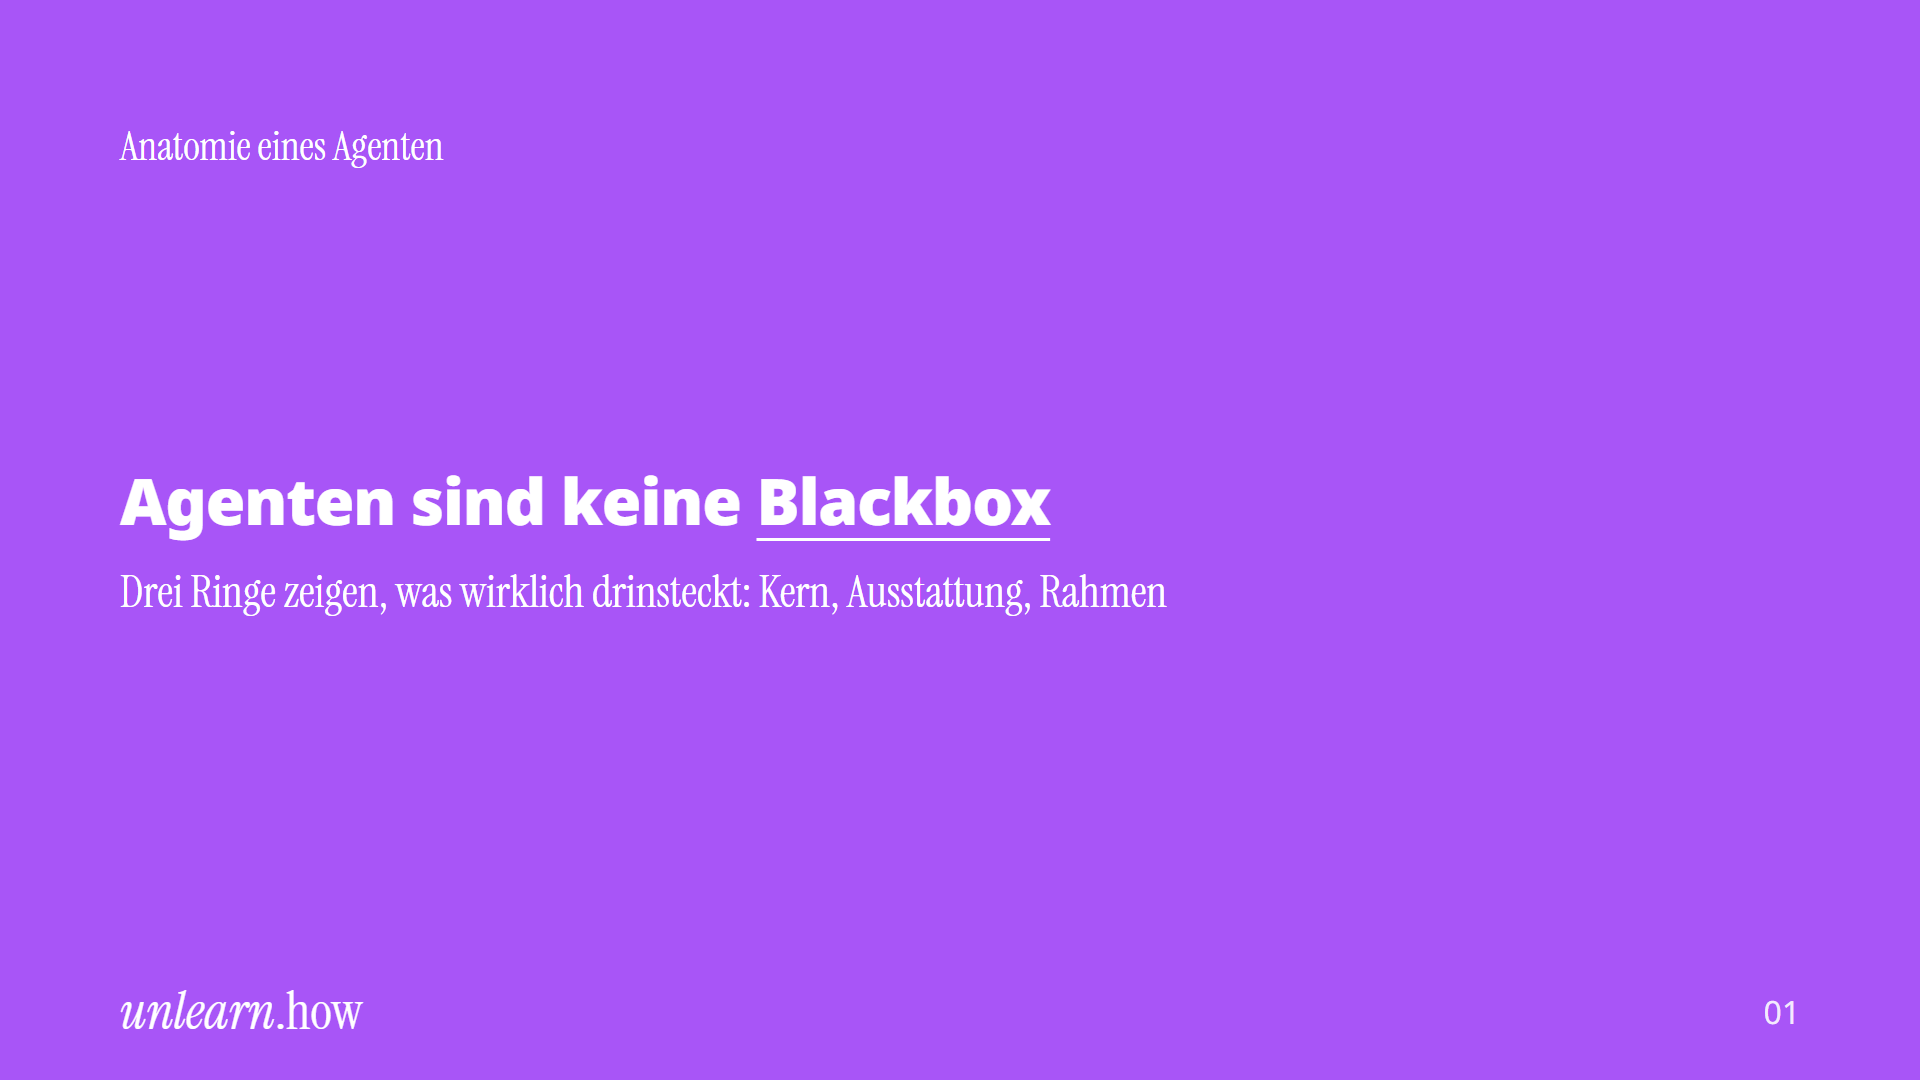 Anatomie eines Agenten
Agenten sind keine Blackbox
Drei Ringe zeigen, was wirklich drinsteckt: Kern, Ausstattung, Rahmen
unlearn.how
01